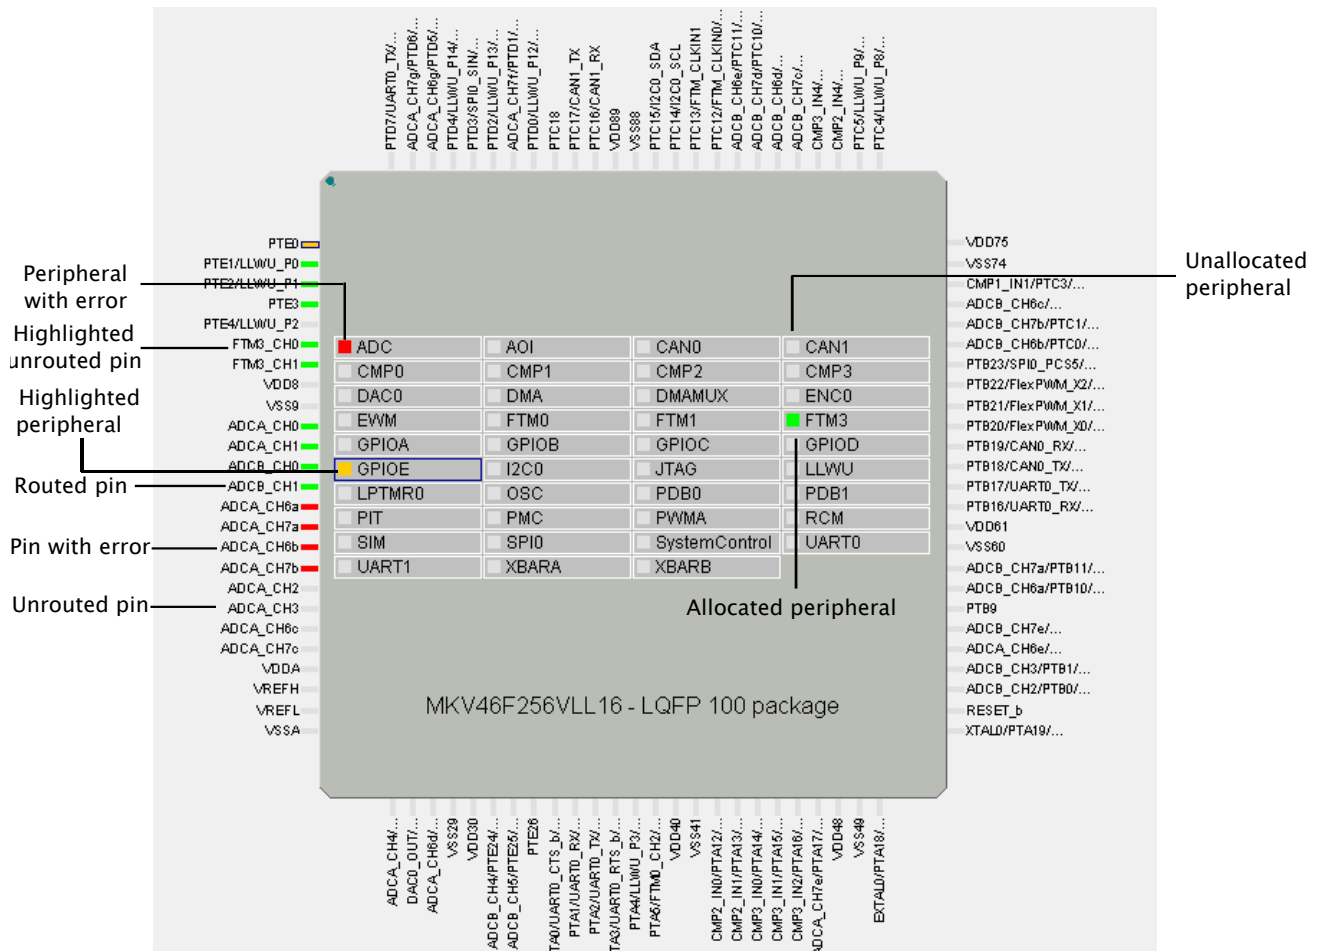 PTD7/UART0_TX/...
ADCA_CH7g/PTD6/...
ADCA_CH6g/PTD5/...
PTD4/LLWU_P14/...
PTD3/SPI0_SIN/...
PTD2/LLWU_P13/...
ADCA_CH7f/PTD1/...
PTD0/LLWU_P12/...
PTC18
PTC17/CAN1_TX
PTC16/CAN1_RX
VDD89
VSS88
PTC15/I2C0_SDA
PTC14/I2C0_SCL
PTC13/FTM_CLKIN1
PTC12/FTM_CLKIN0/...
ADCB_CH6e/PTC11/...
ADCB_CH7d/PTC10/...
ADCB_CH6d/...
ADCB_CH7c/...
CMP3_IN4/...
CMP2_IN4/...
PTC5/LLWU_P9/...
PTC4/LLWU_P8/...
Peripheral
with error
Highlighted
unrouted pin
Highlighted
peripheral
Routed pin
Pin with error
Unrouted pin
PTE0
PTE1/LLWU_P0
PTE2/LLWU_P1
PTE3
PTE4/LLWU_P2
FTM3_CH0
FTM3_CH1
VDD8
VSS9
ADCA_CH0
ADCA_CH1
ADCB_CH0
ADCB_CH1
ADCA_CH6a
ADCA_CH7a
ADCA_CH6b
ADCA_CH7b
ADCA_CH2
ADCA_CH3
ADCA_CH6c
ADCA_CH7c
VDDA
VREFH
VREFL
VSSA
ADC AOI CAN0 CAN1
CMP0 CMP1 CMP2 CMP3
DAC0 DMA DMAMUX ENC0
EWM FTM0 FTM1 FTM3
GPIOA GPIOB GPIOC GPIOD
GPIOE I2C0 JTAG LLWU
LPTMR0 OSC PDB0 PDB1
PIT PMC PWMA RCM
SIM SPI0 SystemControl UART0
UART1 XBARA XBARB
Allocated peripheral
MKV46F256VLL16 - LQFP 100 package
VDD75
VSS74
CMP1_IN1/PTC3/...
ADCB_CH6c/...
ADCB_CH7b/PTC1/...
ADCB_CH6b/PTC0/...
PTB23/SPI0_PCS5/...
PTB22/FlexPWM_X2/...
PTB21/FlexPWM_X1/...
PTB20/FlexPWM_X0/...
PTB19/CAN0_RX/...
PTB18/CAN0_TX/...
PTB17/UART0_TX/...
PTB16/UART0_RX/...
VDD61
VSS60
ADCB_CH7a/PTB11/...
ADCB_CH6a/PTB10/...
PTB9
ADCB_CH7e/...
ADCA_CH6e/...
ADCB_CH3/PTB1/...
ADCB_CH2/PTB0/...
RESET_b
XTAL0/PTA19/...
Unallocated
peripheral
ADCA_CH4/...
DAC0_OUT/...
ADCA_CH6d/...
VSS29
VDD30
ADCB_CH4/PTE24/...
ADCB_CH5/PTE25/...
PTE26
TA0/UART0_CTS_b/...
PTA1/UART0_RX/...
PTA2/UART0_TX/...
TA3/UART0_RTS_b/...
PTA4/LLWU_P3/...
PTA5/FTM0_CH2/...
VDD40
VSS41
CMP2_IN0/PTA12/...
CMP2_IN1/PTA13/...
CMP3_IN0/PTA14/...
CMP3_IN1/PTA15/...
CMP3_IN2/PTA16/...
ADCA_CH7e/PTA17/...
VDD48
VSS49
EXTAL0/PTA18/...